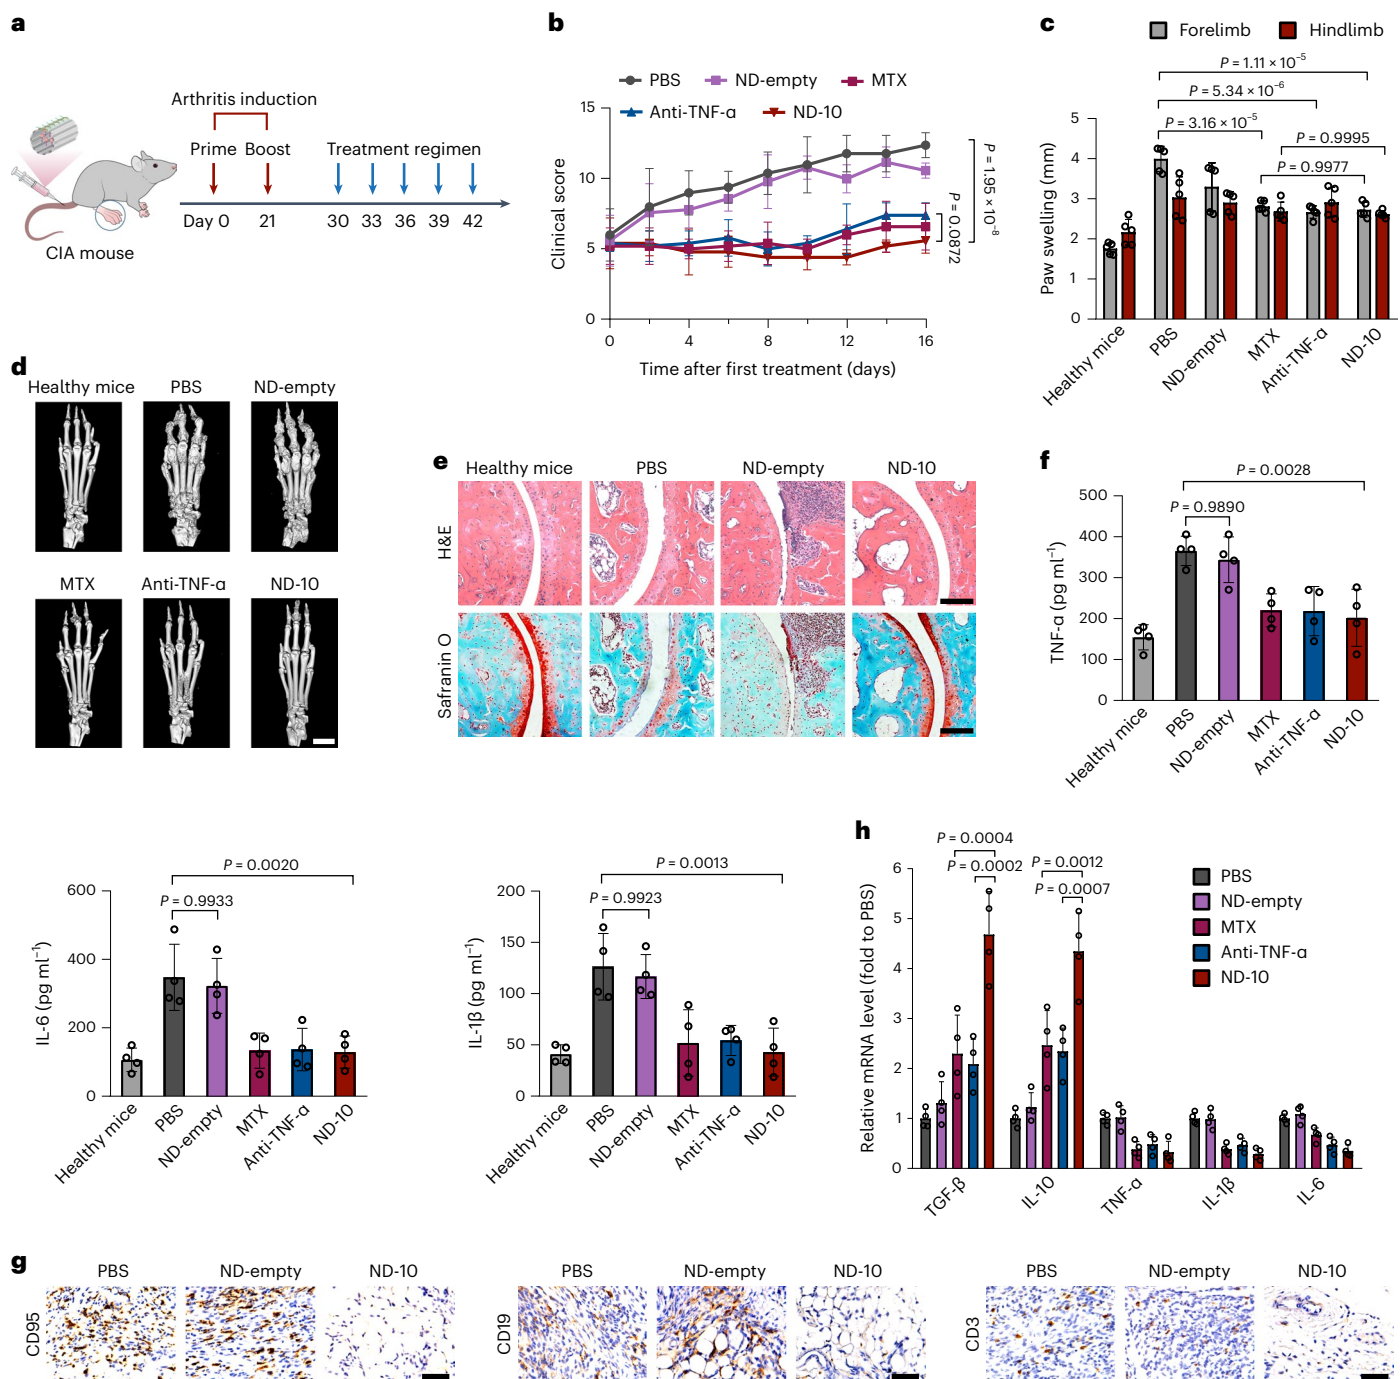 a
Arthritis induction
Prime Boost
Treatment regimen
Day 0 21 30 33 36 39 42
CIA mouse
b
PBS ND-empty MTX
Anti-TNF-α ND-10
Clinical score
15
10
5
0
0 4 8 12 16
Time after first treatment (days)
P = 1.95 × 10⁻⁸
P = 0.0872
c
Forelimb Hindlimb
P = 1.11 × 10⁻⁵
P = 5.34 × 10⁻⁶
P = 3.16 × 10⁻⁵
P = 0.9995
P = 0.9977
Paw swelling (mm)
5
4
3
2
1
0
Healthy mice PBS ND-empty MTX Anti-TNF-α ND-10
d
Healthy mice PBS ND-empty
MTX Anti-TNF-α ND-10
e
Healthy mice PBS ND-empty ND-10
H&E
Safranin O
f
P = 0.0028
P = 0.9890
TNF-α (pg ml⁻¹)
500
400
300
200
100
0
Healthy mice PBS ND-empty MTX Anti-TNF-α ND-10
P = 0.0020
P = 0.9933
IL-6 (pg ml⁻¹)
600
400
200
0
Healthy mice PBS ND-empty MTX Anti-TNF-α ND-10
P = 0.0013
P = 0.9923
IL-1β (pg ml⁻¹)
200
150
100
50
0
Healthy mice PBS ND-empty MTX Anti-TNF-α ND-10
h
P = 0.0004
P = 0.0002
P = 0.0012
P = 0.0007
Relative mRNA level (fold to PBS)
6
5
4
3
2
1
0
TGF-β IL-10 TNF-α IL-1β IL-6
PBS
ND-empty
MTX
Anti-TNF-α
ND-10
g
PBS ND-empty ND-10
CD95
PBS ND-empty ND-10
CD19
PBS ND-empty ND-10
CD3